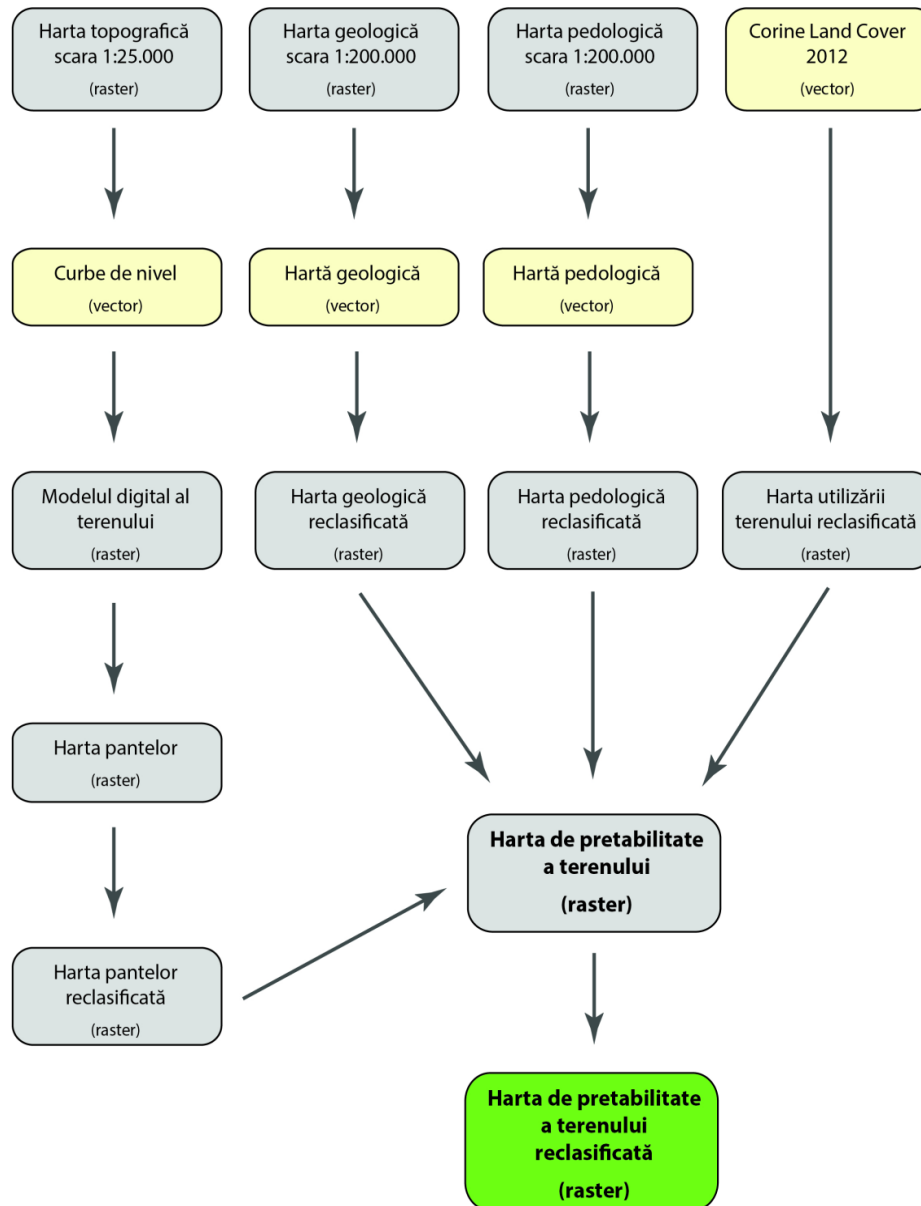 Harta topografică
scara 1:25.000
(raster)
Harta geologică
scara 1:200.000
(raster)
Harta pedologică
scara 1:200.000
(raster)
Corine Land Cover
2012
(vector)
Curbe de nivel
(vector)
Hartă geologică
(vector)
Hartă pedologică
(vector)
Modelul digital al
terenului
(raster)
Harta geologică
reclasificată
(raster)
Harta pedologică
reclasificată
(raster)
Harta utilizării
terenului reclasificată
(raster)
Harta pantelor
(raster)
Harta de pretabilitate
a terenului
(raster)
Harta pantelor
reclasificată
(raster)
Harta de pretabilitate
a terenului
reclasificată
(raster)